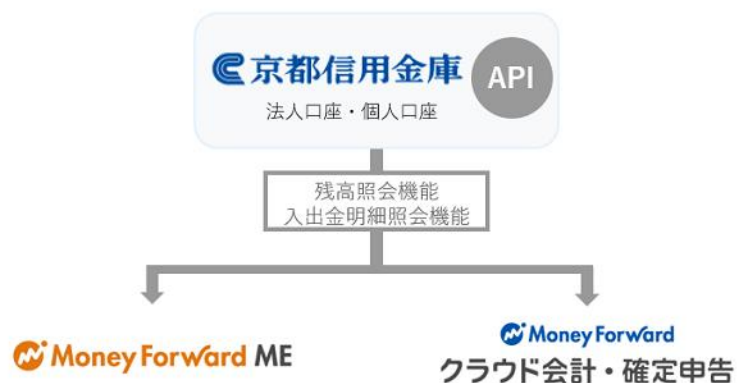 京都信用金庫
API
法人口座・個人口座
残高照会機能
入出金明細照会機能
Money Forward ME
Money Forward
クラウド会計・確定申告